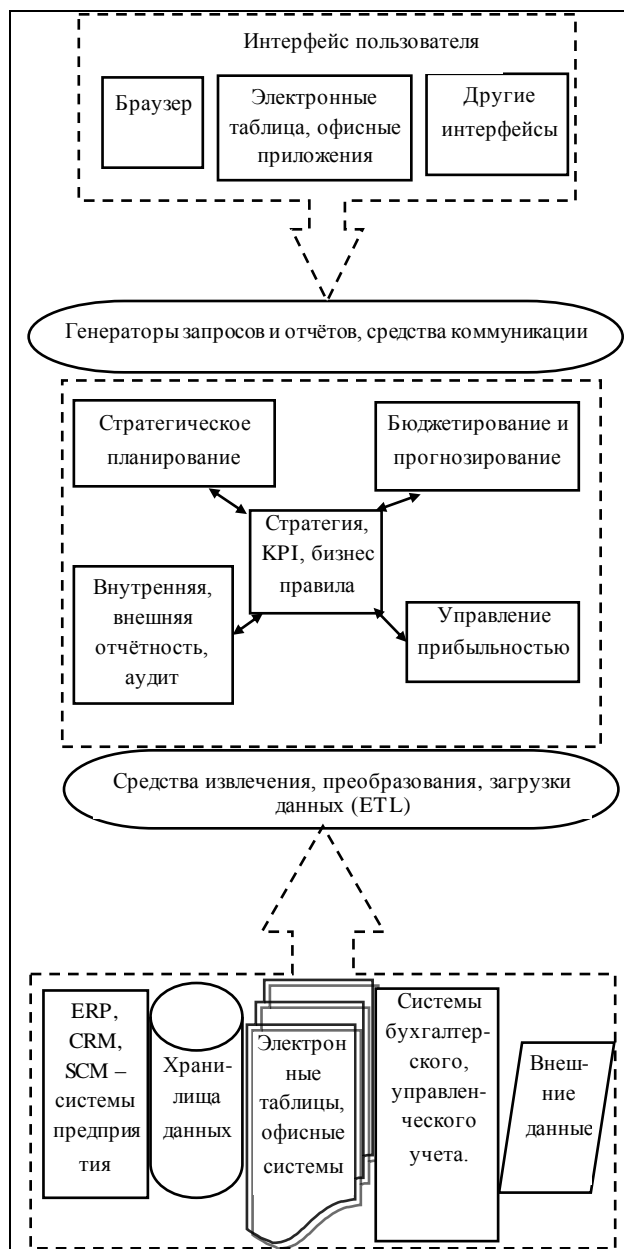 Интерфейс пользователя
Браузер
Электронные
таблица, офисные
приложения
Другие
интерфейсы
Генераторы запросов и отчётов, средства коммуникации
Стратегическое
планирование
Бюджетирование и
прогнозирование
Стратегия,
KPI, бизнес
правила
Внутренняя,
внешняя
отчётность,
аудит
Управление
прибыльностью
Средства извлечения, преобразования, загрузки
данных (ETL)
ERP,
CRM,
SCM –
системы
предприя
тия
Храни-
лища
данных
Электрон
ные
таблицы,
офисные
системы
Системы
бухгалтер-
ского,
управлен-
ческого
учета.
Внеш-
ние
данные